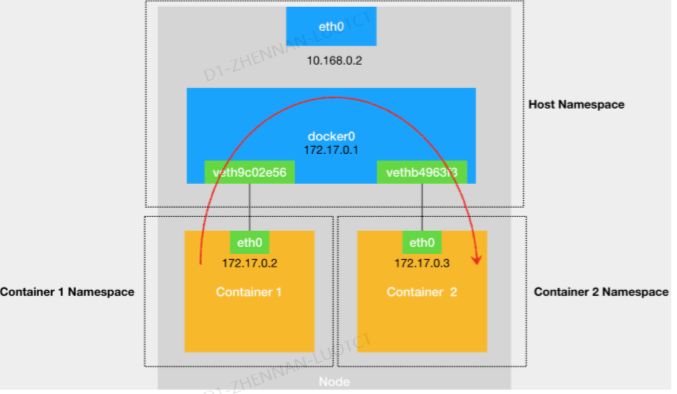 eth0
D1-ZHENNAN-LUO1CT
10.168.0.2
Host Namespace
docker0
172.17.0.1
veth9c02e56
vethb4963f3
eth0
eth0
172.17.0.2
172.17.0.3
Container 1 Namespace
Container 1
Container 2
Container 2 Namespace
D1-ZHENNAN-LUO1CT
Node